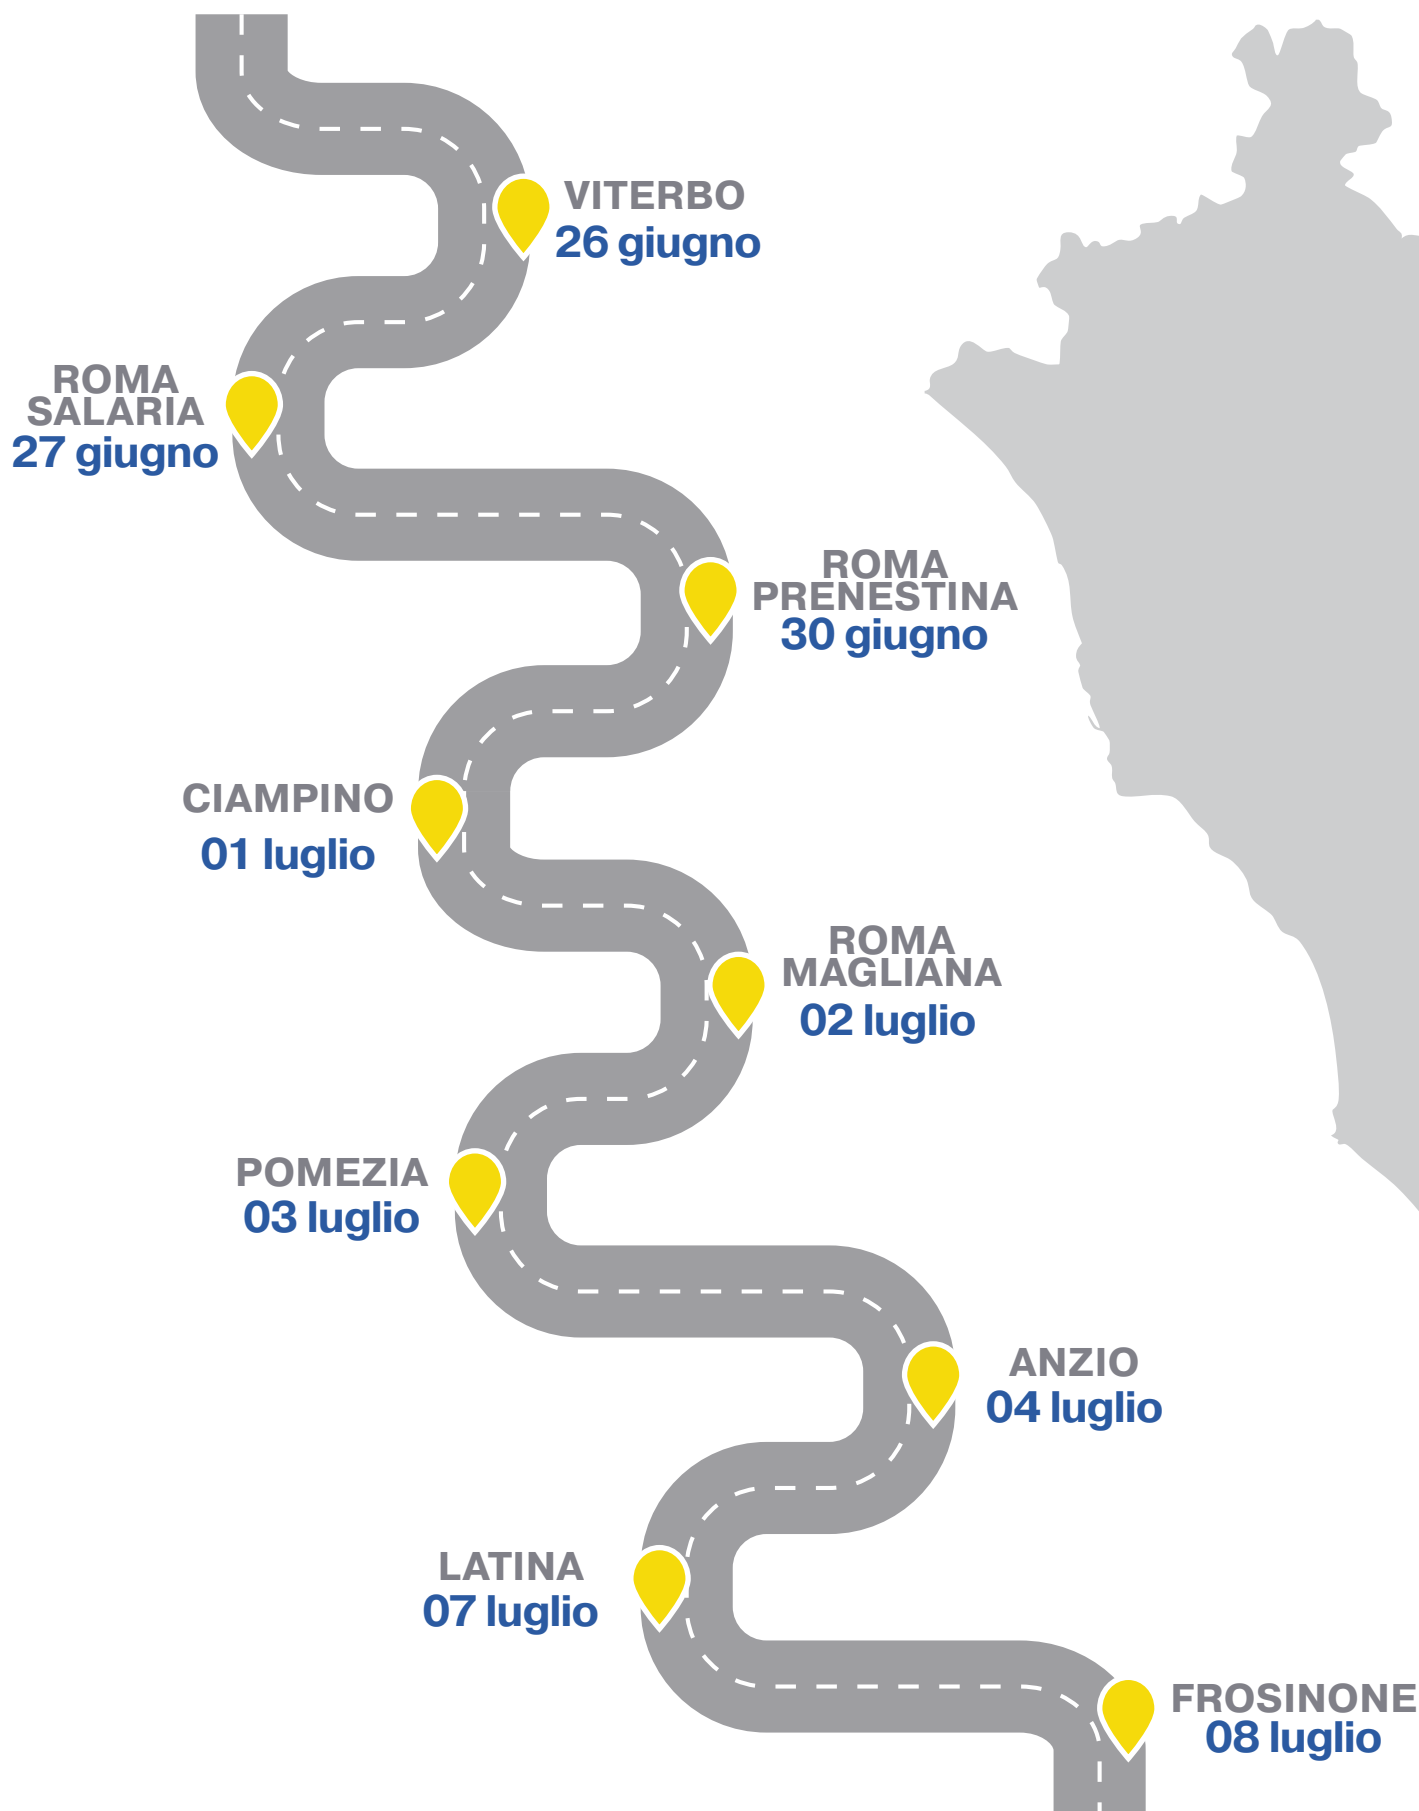 VITERBO
26 giugno
ROMA
SALARIA
27 giugno
ROMA
PRENESTINA
30 giugno
CIAMPINO
01 luglio
ROMA
MAGLIANA
02 luglio
POMEZIA
03 luglio
ANZIO
04 luglio
LATINA
07 luglio
FROSINONE
08 luglio